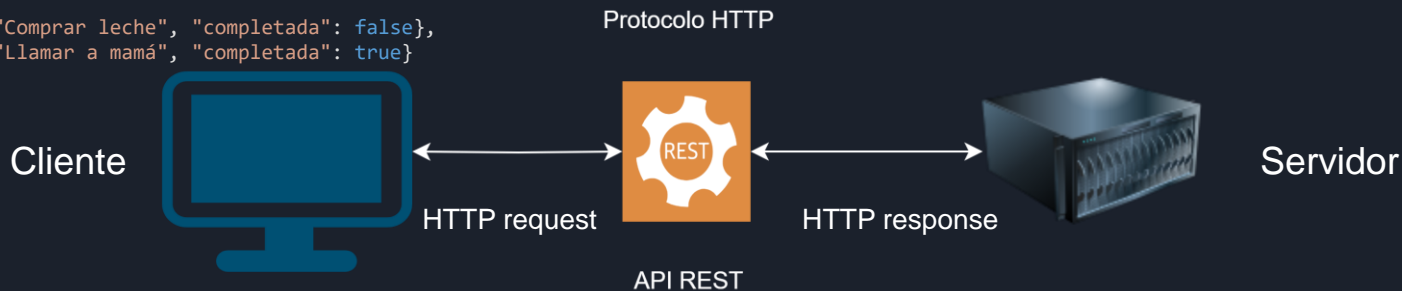 "Comprar leche", "completada": false},
"Llamar a mamá", "completada": true}
Protocolo HTTP
Cliente
REST
Servidor
HTTP request
HTTP response
API REST